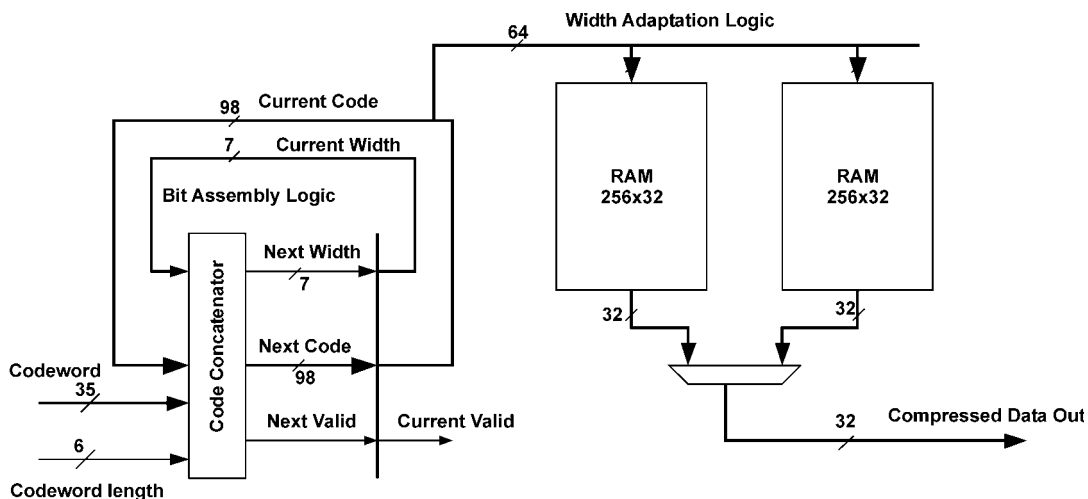 Width Adaptation Logic
64
98
Current Code
7
Current Width
Bit Assembly Logic
RAM
256x32
RAM
256x32
Code Concatenator
Next Width
7
32
32
Next Code
98
Codeword
35
Next Valid
Current Valid
32
Compressed Data Out
6
Codeword length